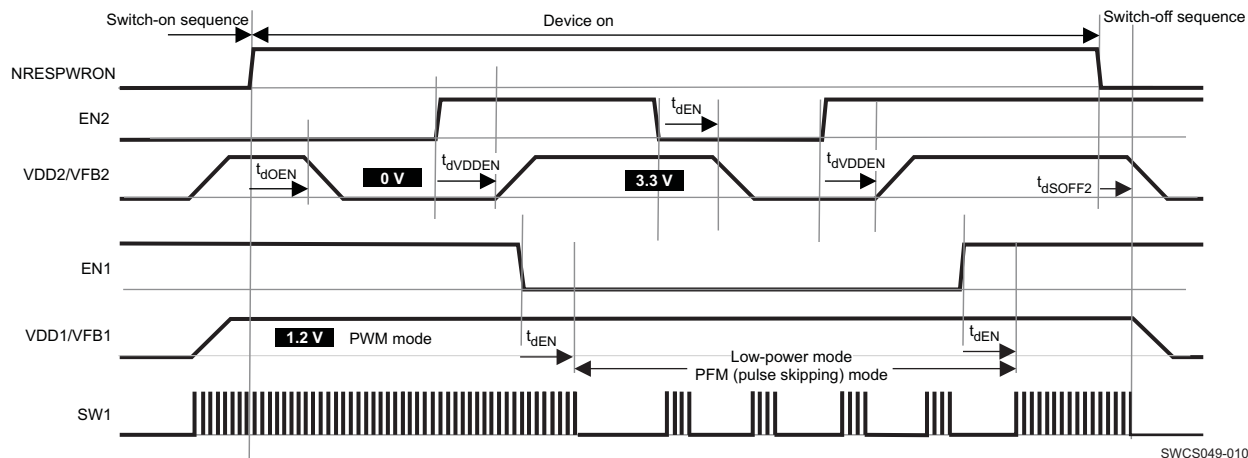 Switch-on sequence
Device on
Switch-off sequence
NRESPWRON
EN2
tdEN
VDD2/VFB2
tdOEN
0 V
tdVDDEN
3.3 V
tdVDDEN
tdSOFF2
EN1
VDD1/VFB1
1.2 V PWM mode
tdEN
Low-power mode
PFM (pulse skipping) mode
tdEN
SW1
SWCS049-010